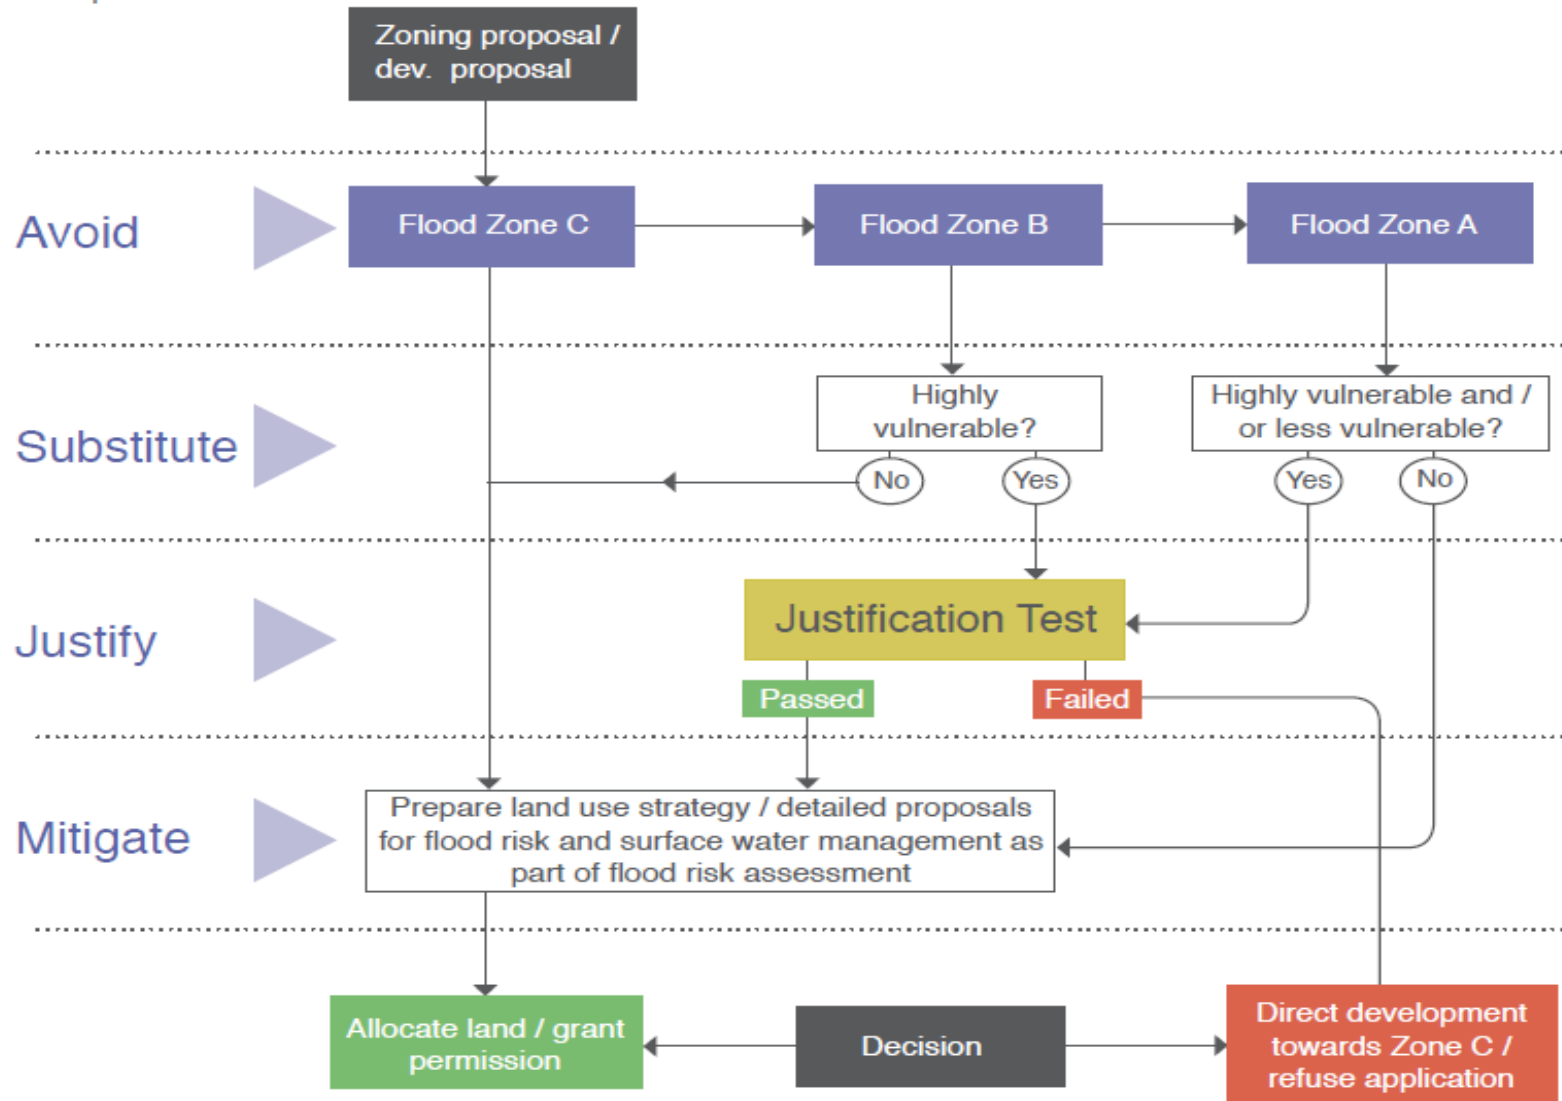 Zoning proposal /
dev. proposal
Avoid
Flood Zone C
Flood Zone B
Flood Zone A
Substitute
Highly
vulnerable?
No
Yes
Highly vulnerable and /
or less vulnerable?
Yes
No
Justify
Justification Test
Passed
Failed
Mitigate
Prepare land use strategy / detailed proposals
for flood risk and surface water management as
part of flood risk assessment
Allocate land / grant
permission
Decision
Direct development
towards Zone C /
refuse application